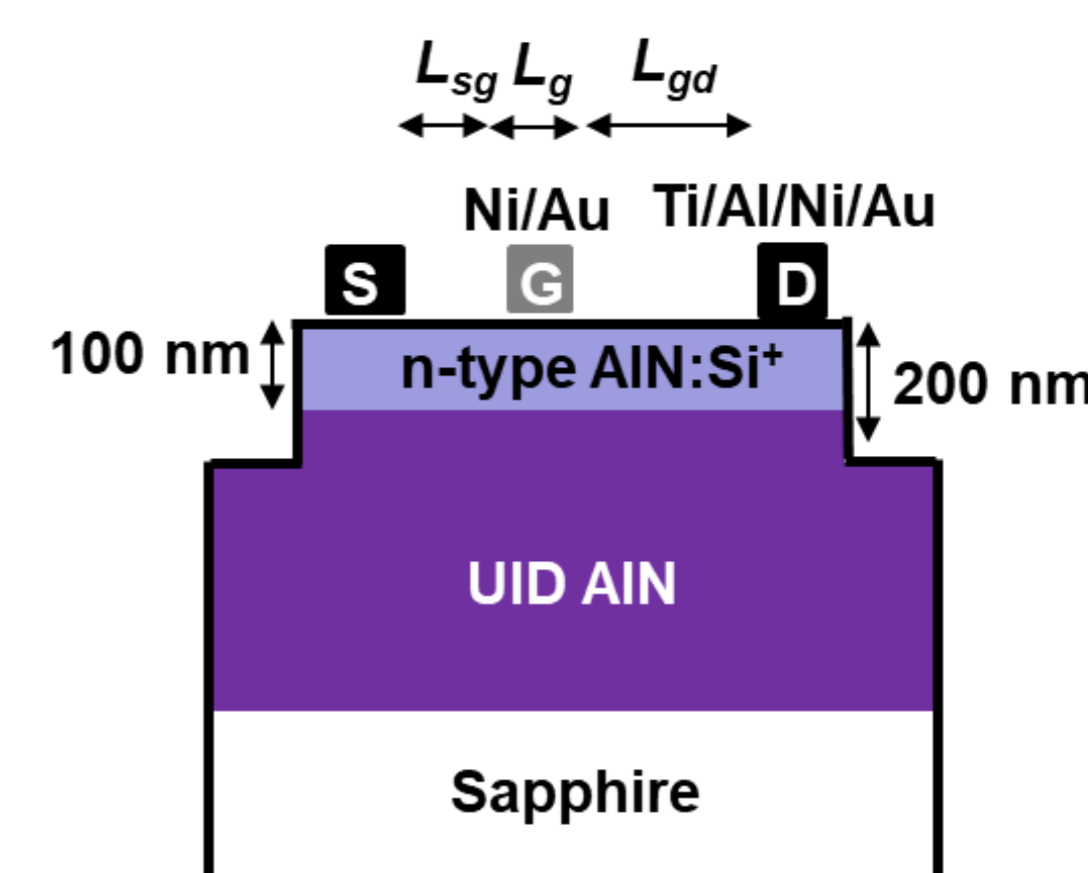 Lsg Lg Lgd
Ni/Au Ti/Al/Ni/Au
S G D
100 nm n-type AlN:Si⁺ 200 nm
UID AlN
Sapphire